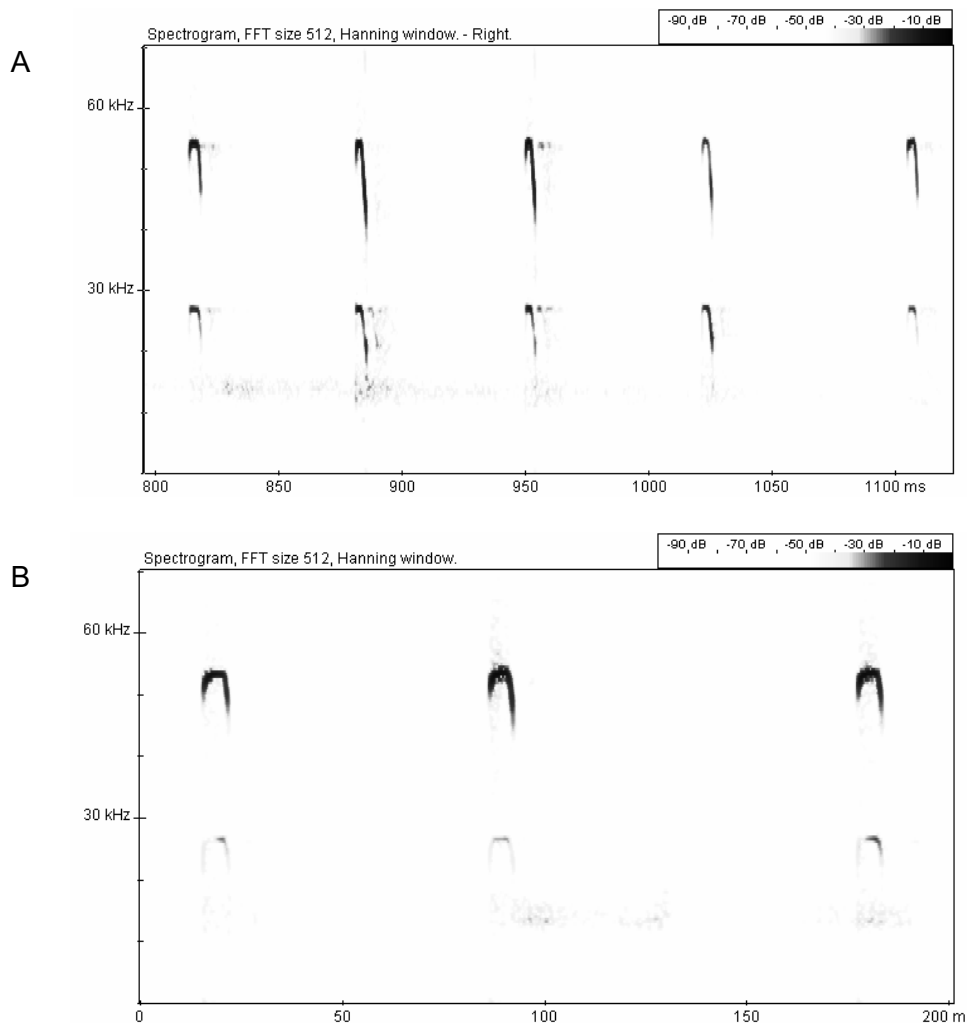 -90 dB -70 dB -50 dB -30 dB -10 dB
A
Spectrogram, FFT size 512, Hanning window. - Right.
60 kHz
30 kHz
800 850 900 950 1000 1050 1100 ms
-90 dB -70 dB -50 dB -30 dB -10 dB
B
Spectrogram, FFT size 512, Hanning window.
60 kHz
30 kHz
0 50 100 150 200 m